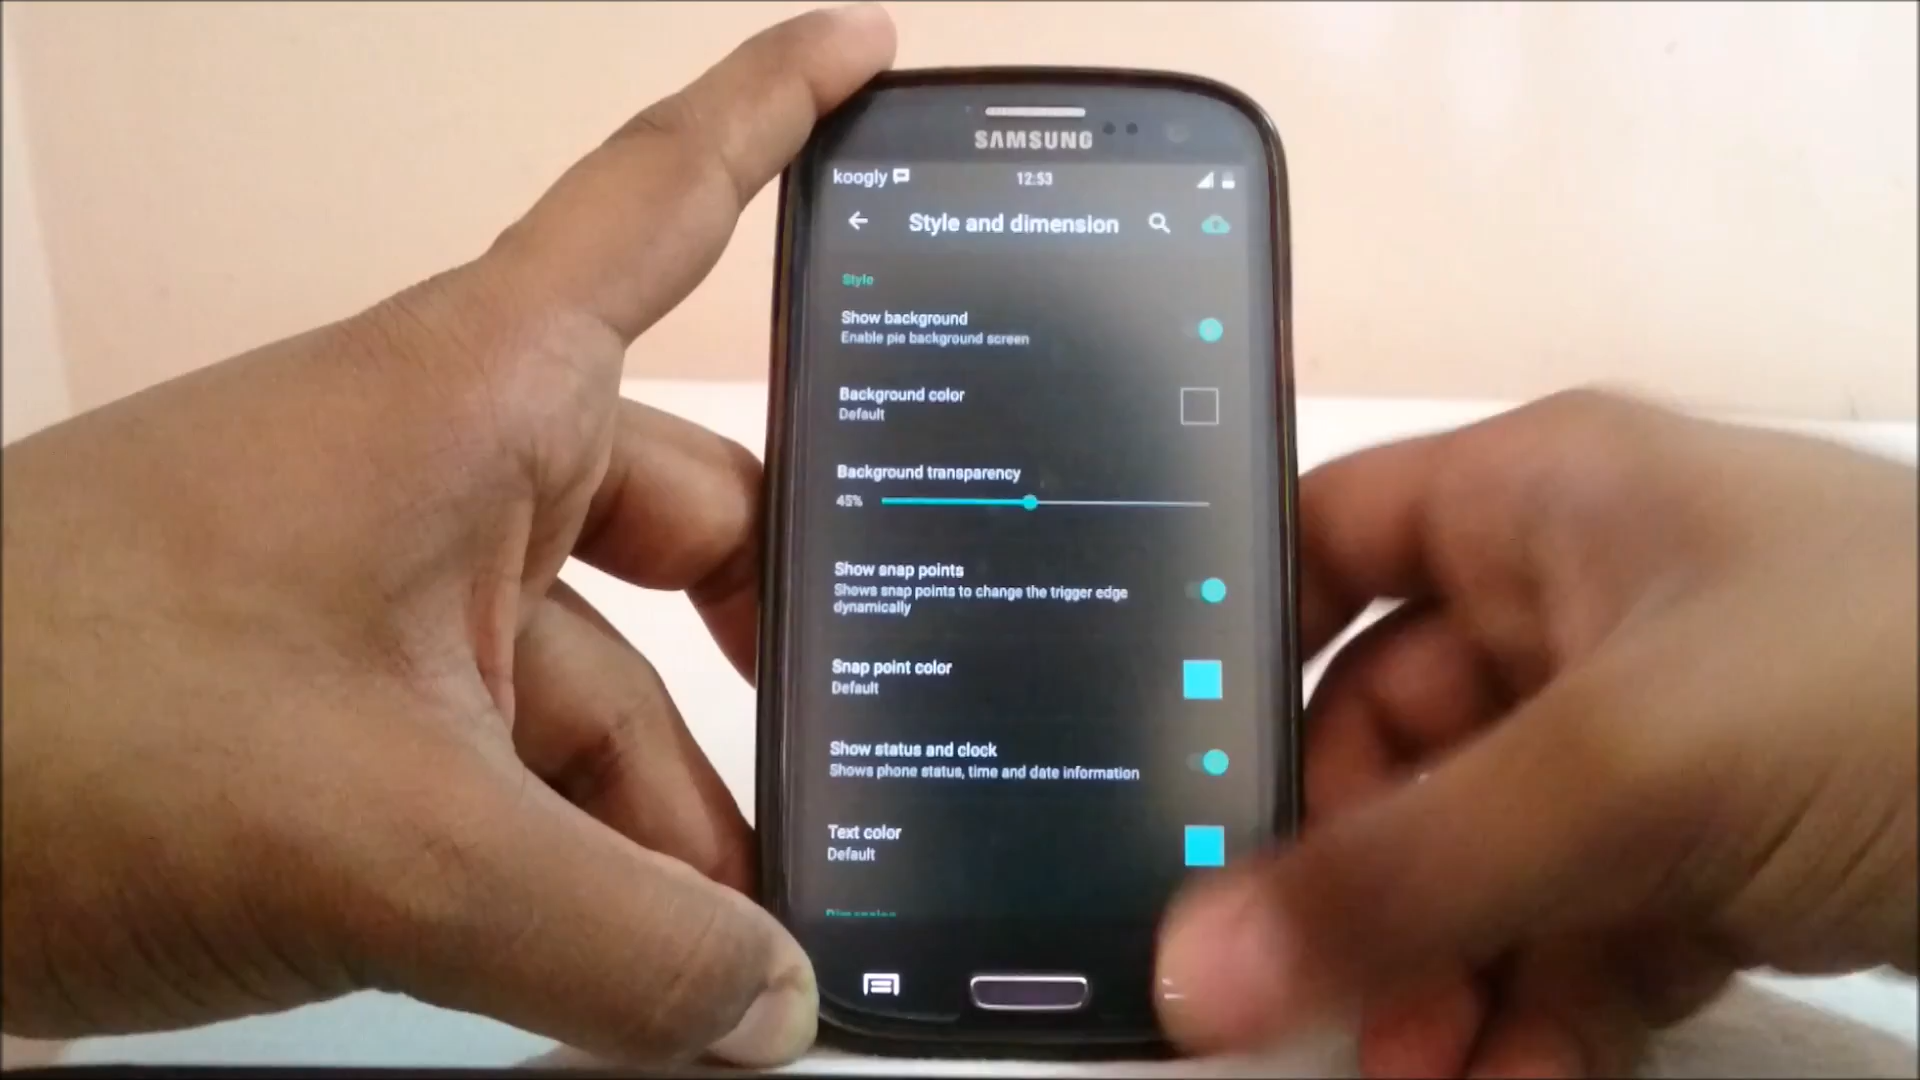 SAMSUNG
koogly 12:53
Style and dimension
Style
Show background
Enable pie background screen
Background color
Default
Background transparency
45%
Show snap points
Shows snap points to change the trigger edge
dynamically
Snap point color
Default
Show status and clock
Shows phone status, time and date information
Text color
Default
Dimension